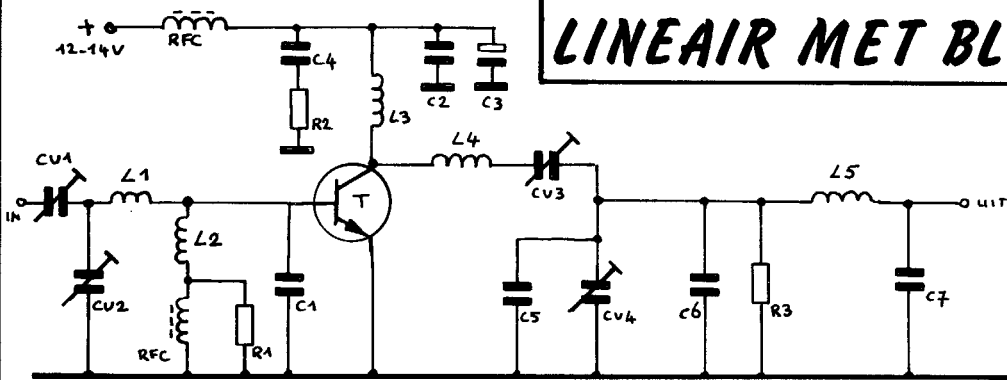 LINEAIR MET BL
+
12-14V
RFC
C4
R2
C2
C3
L3
L4
CV3
CV1
L1
IN
L2
T
L5
UIT
CV2
RFC
R1
C1
C5
CV4
C6
R3
C7